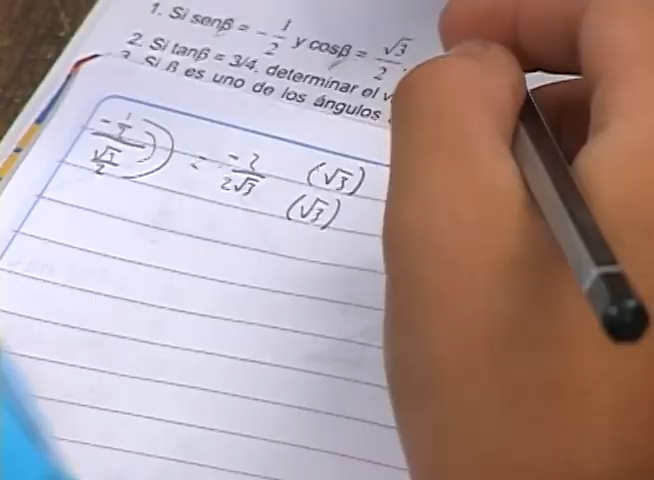 1. Si senβ = -1/2 y cosβ = √3/2.
2. Si tanβ = 3/4, determinar el
3. Si β es uno de los ángulos
-1/2 / √3/2 ) = -2/2√3 (√3)/(√3)